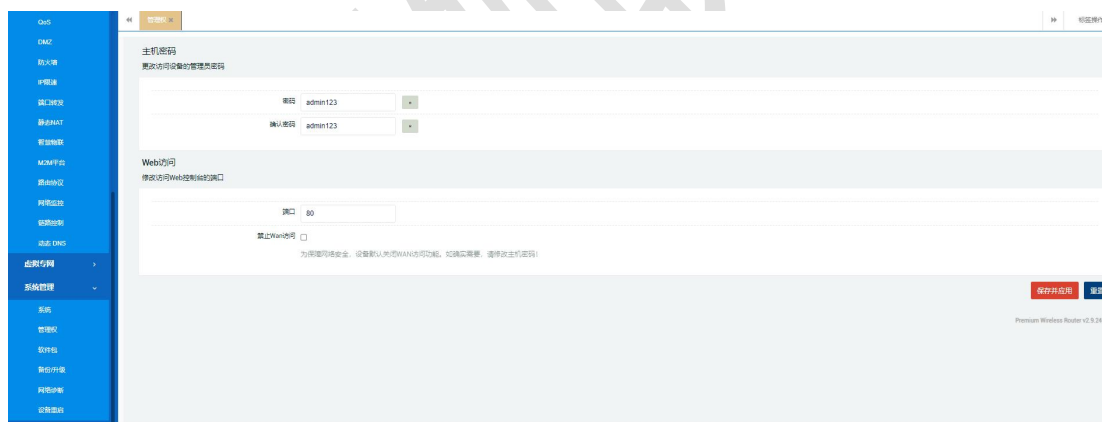 QoS
DMZ
防火墙
IP限速
端口转发
静态NAT
智慧物联
M2M平台
路由协议
网络监控
链路控制
动态 DNS
虚拟专网
系统管理
系统
管理权
软件包
备份/升级
网络诊断
设备重启
管理权
标签操作
主机密码
更改访问设备的管理员密码
密码 admin123
确认密码 admin123
Web访问
修改访问Web控制台的端口
端口 80
禁止Wan访问
为保障网络安全，设备默认关闭WAN访问功能。如确实需要，请修改主机密码！
保存并应用
Premium Wireless Router v2.9.24